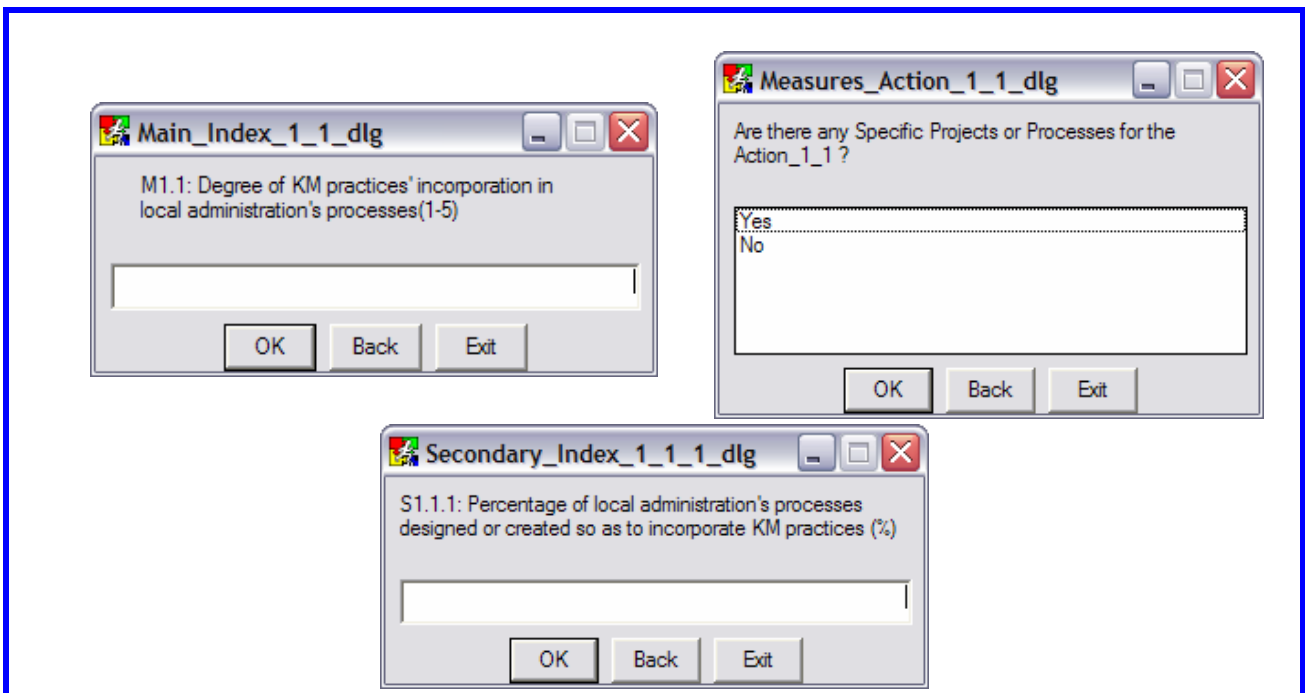 Main_Index_1_1_dlg
M1.1: Degree of KM practices' incorporation in
local administration's processes(1-5)
OK Back Exit
Measures_Action_1_1_dlg
Are there any Specific Projects or Processes for the
Action_1_1 ?
Yes
No
OK Back Exit
Secondary_Index_1_1_1_dlg
S1.1.1: Percentage of local administration's processes
designed or created so as to incorporate KM practices (%)
OK Back Exit